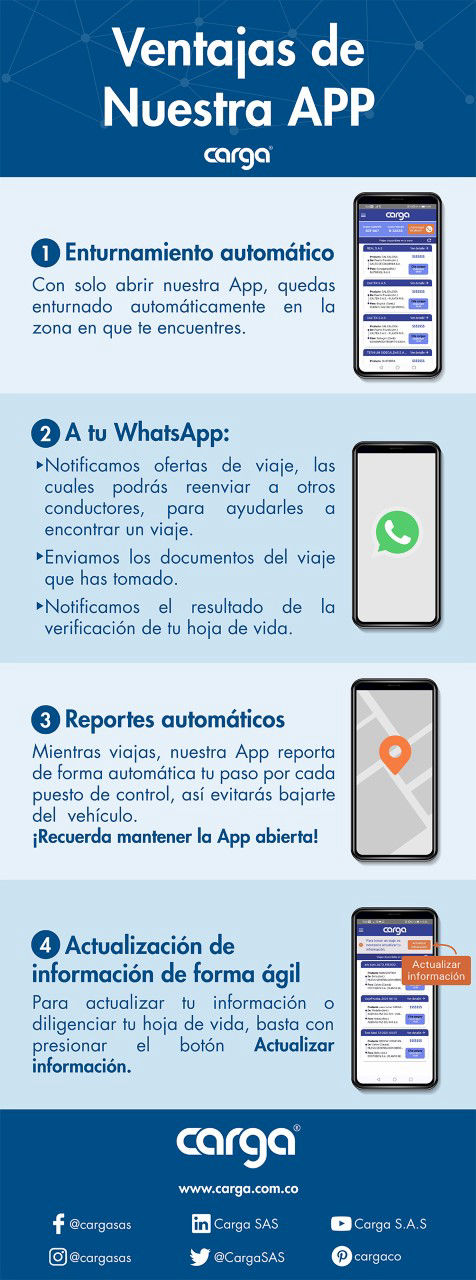 Ventajas de
Nuestra APP
carga®
1 Enturnamiento automático
Con solo abrir nuestra App, quedas
enturnado automáticamente en la
zona en que te encuentres.
carga
2 A tu WhatsApp:
▸Notificamos ofertas de viaje, las
cuales podrás reenviar a otros
conductores, para ayudarles a
encontrar un viaje.
▸Enviamos los documentos del viaje
que has tomado.
▸Notificamos el resultado de la
verificación de tu hoja de vida.
3 Reportes automáticos
Mientras viajas, nuestra App reporta
de forma automática tu paso por cada
puesto de control, así evitarás bajarte
del vehículo.
¡Recuerda mantener la App abierta!
4 Actualización de
información de forma ágil
Para actualizar tu información o
diligenciar tu hoja de vida, basta con
presionar el botón Actualizar
información.
carga
Actualizar
información
carga®
www.carga.com.co
@cargasas
Carga SAS
Carga S.A.S
@cargasas
@CargaSAS
cargaco